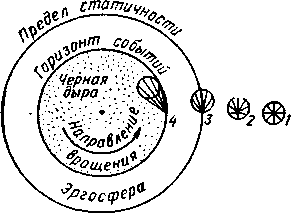 Предел статичности
Горизонт событий
Черная
дыра
направление
вращения
Эргосфера
4 3 2 1